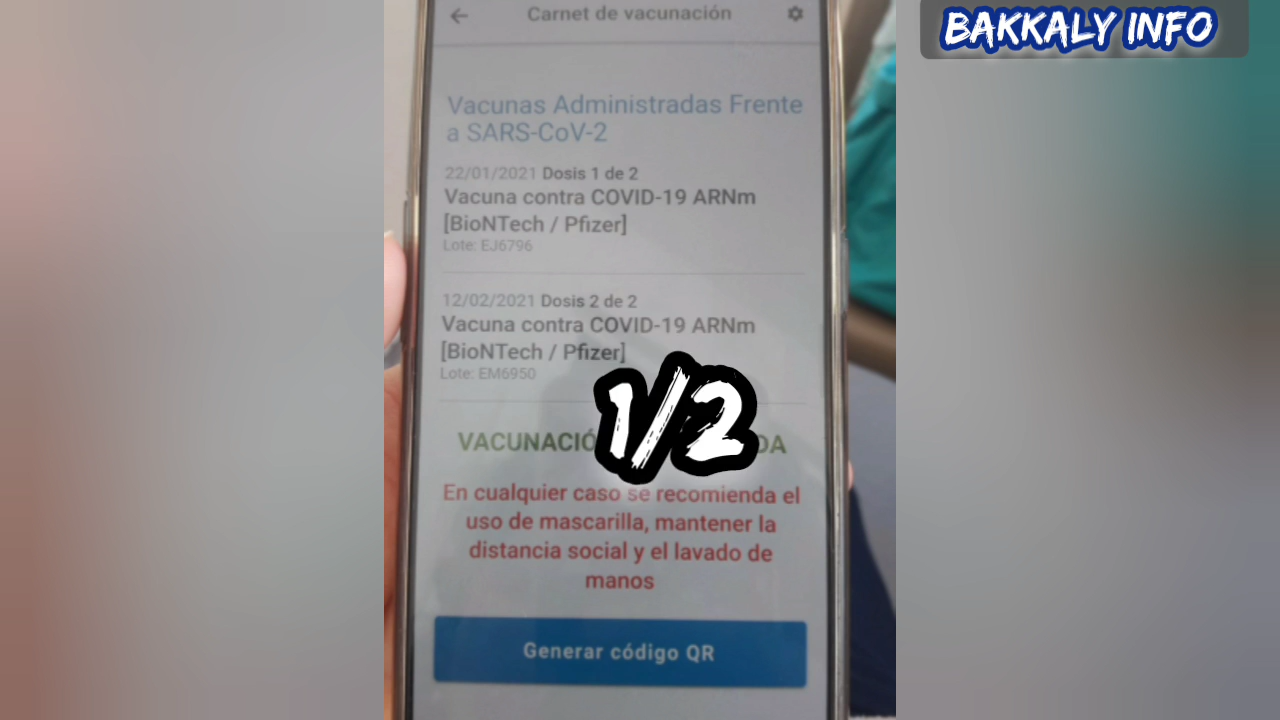 BAKKALY INFO
Carnet de vacunación
Vacunas Administradas Frente
a SARS-CoV-2
22/01/2021 Dosis 1 de 2
Vacuna contra COVID-19 ARNm
[BioNTech / Pfizer]
Lote: EJ6796
12/02/2021 Dosis 2 de 2
Vacuna contra COVID-19 ARNm
[BioNTech / Pfizer]
Lote: EM6950
1/2
En cualquier caso se recomienda el
uso de mascarilla, mantener la
distancia social y el lavado de
manos
Generar código QR